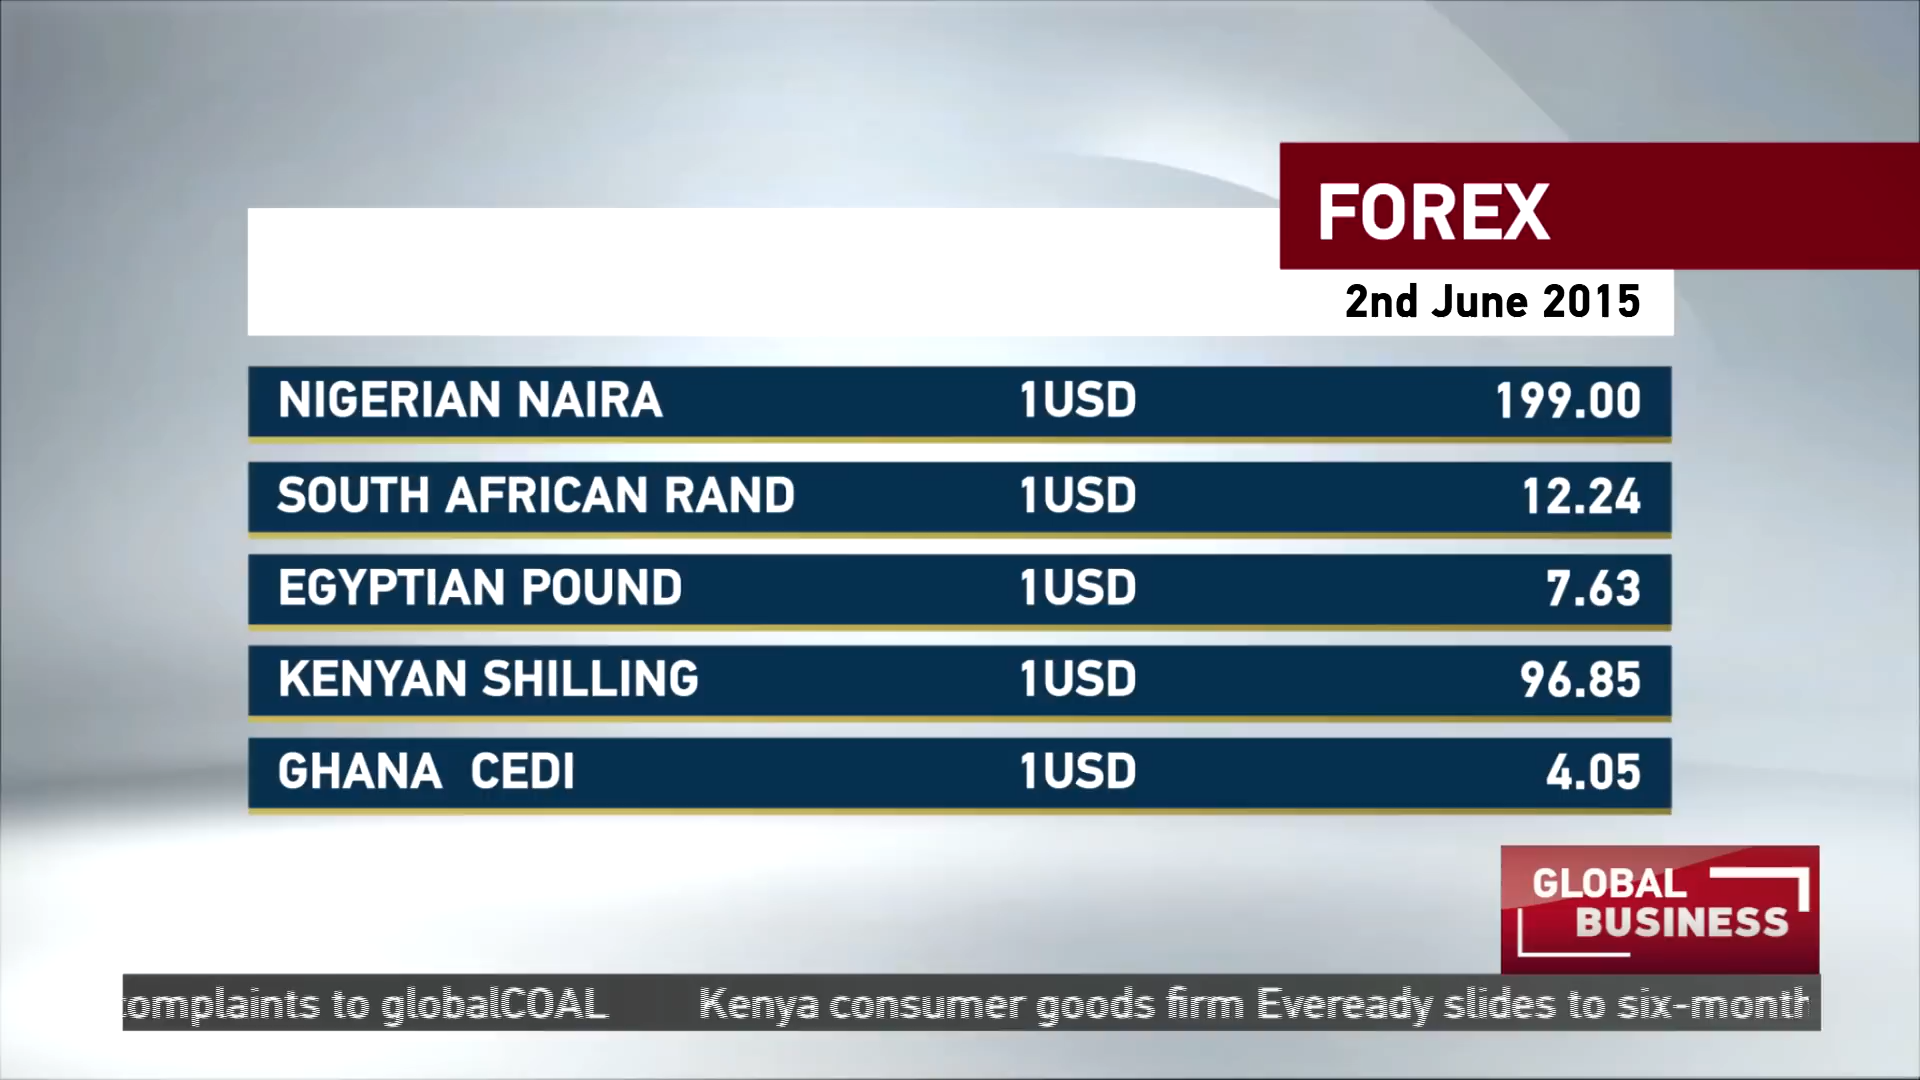 FOREX
2nd June 2015
NIGERIAN NAIRA 1USD 199.00
SOUTH AFRICAN RAND 1USD 12.24
EGYPTIAN POUND 1USD 7.63
KENYAN SHILLING 1USD 96.85
GHANA CEDI 1USD 4.05
GLOBAL
BUSINESS
omplaints to globalCOAL Kenya consumer goods firm Eveready slides to six-month